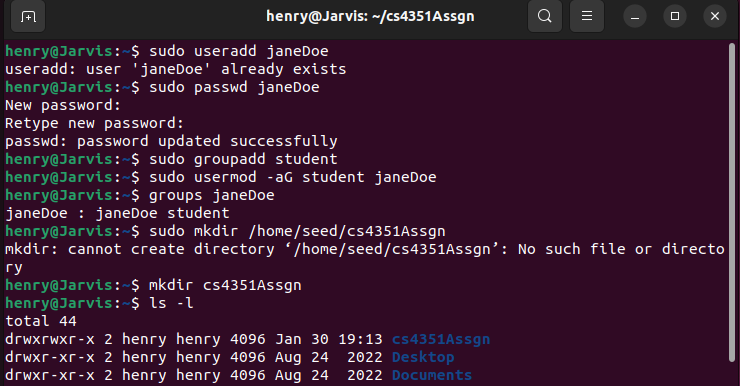 henry@Jarvis: ~/cs4351Assgn
henry@Jarvis:~$ sudo useradd janeDoe
useradd: user 'janeDoe' already exists
henry@Jarvis:~$ sudo passwd janeDoe
New password:
Retype new password:
passwd: password updated successfully
henry@Jarvis:~$ sudo groupadd student
henry@Jarvis:~$ sudo usermod -aG student janeDoe
henry@Jarvis:~$ groups janeDoe
janeDoe : janeDoe student
henry@Jarvis:~$ sudo mkdir /home/seed/cs4351Assgn
mkdir: cannot create directory ‘/home/seed/cs4351Assgn’: No such file or directo
ry
henry@Jarvis:~$ mkdir cs4351Assgn
henry@Jarvis:~$ ls -l
total 44
drwxrwxr-x 2 henry henry 4096 Jan 30 19:13 cs4351Assgn
drwxr-xr-x 2 henry henry 4096 Aug 24  2022 Desktop
drwxr-xr-x 2 henry henry 4096 Aug 24  2022 Documents